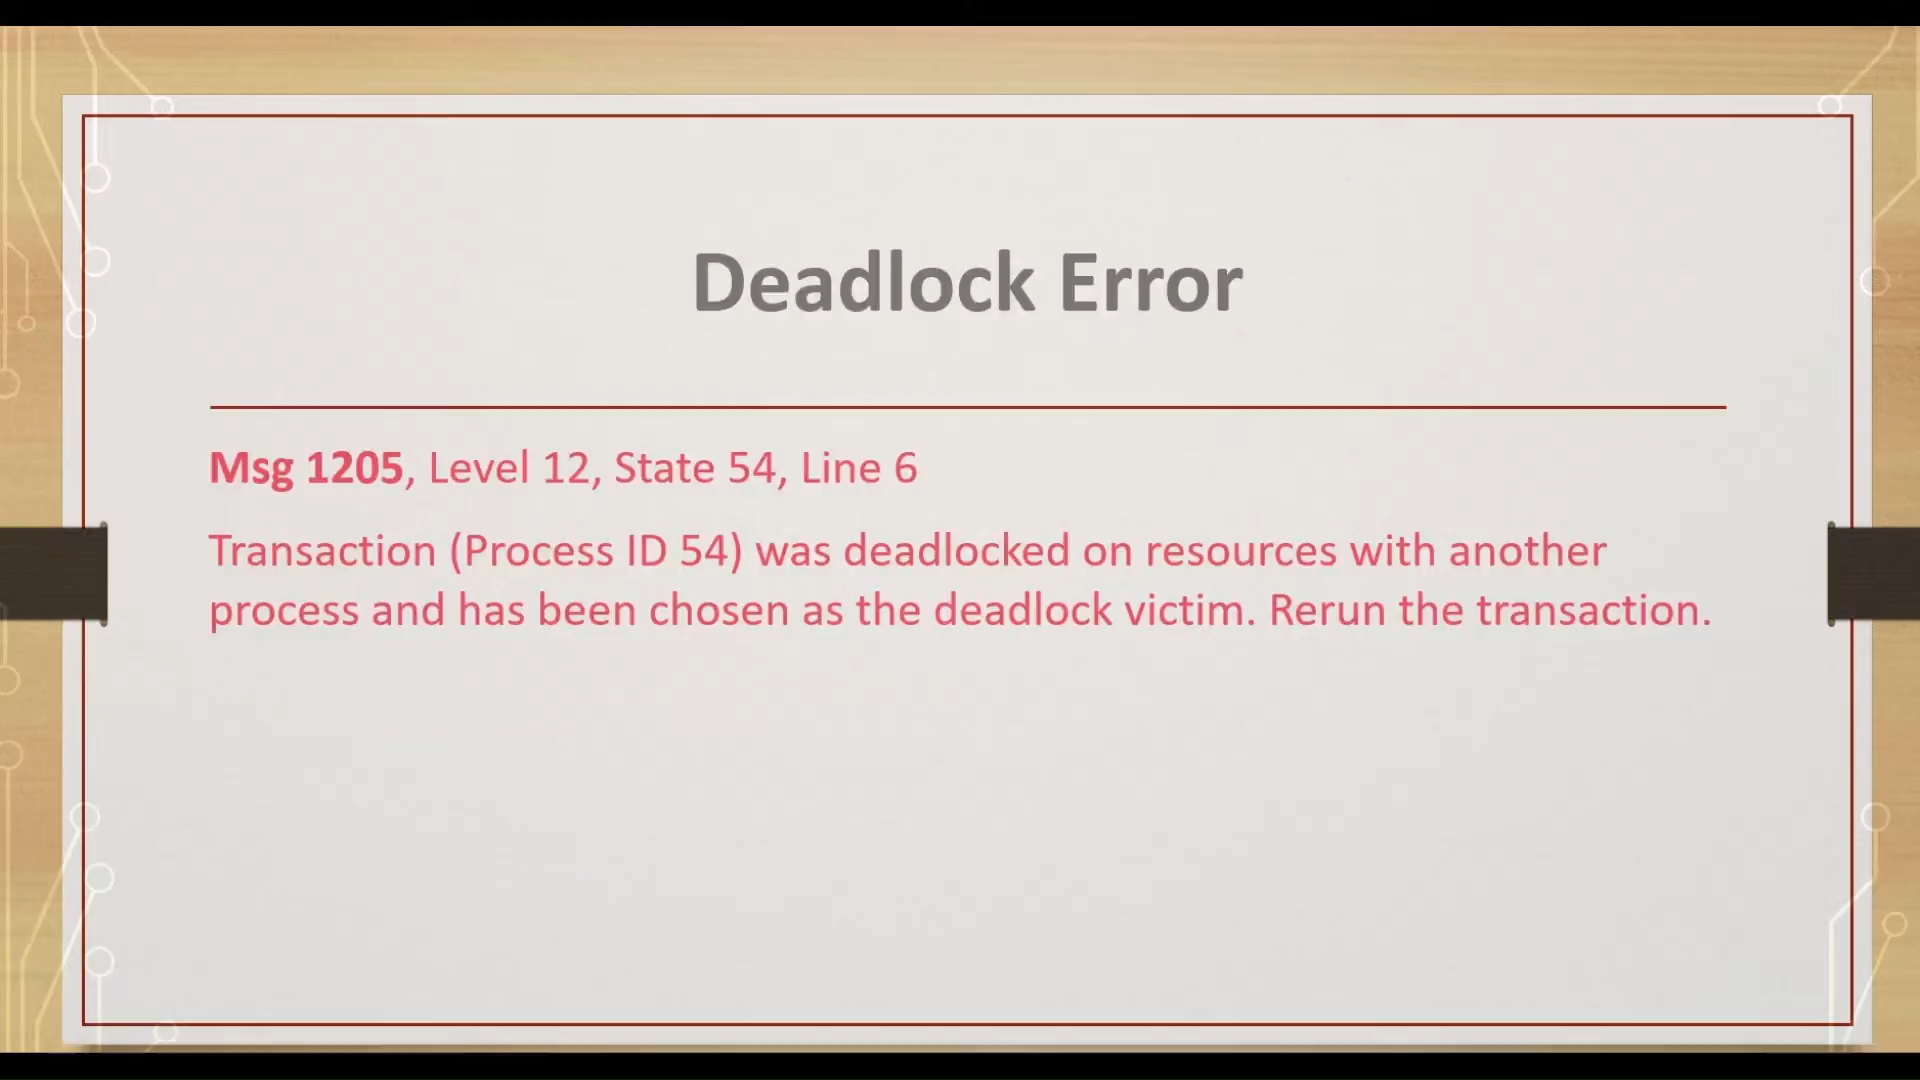 Deadlock Error
Msg 1205, Level 12, State 54, Line 6
Transaction (Process ID 54) was deadlocked on resources with another
process and has been chosen as the deadlock victim. Rerun the transaction.